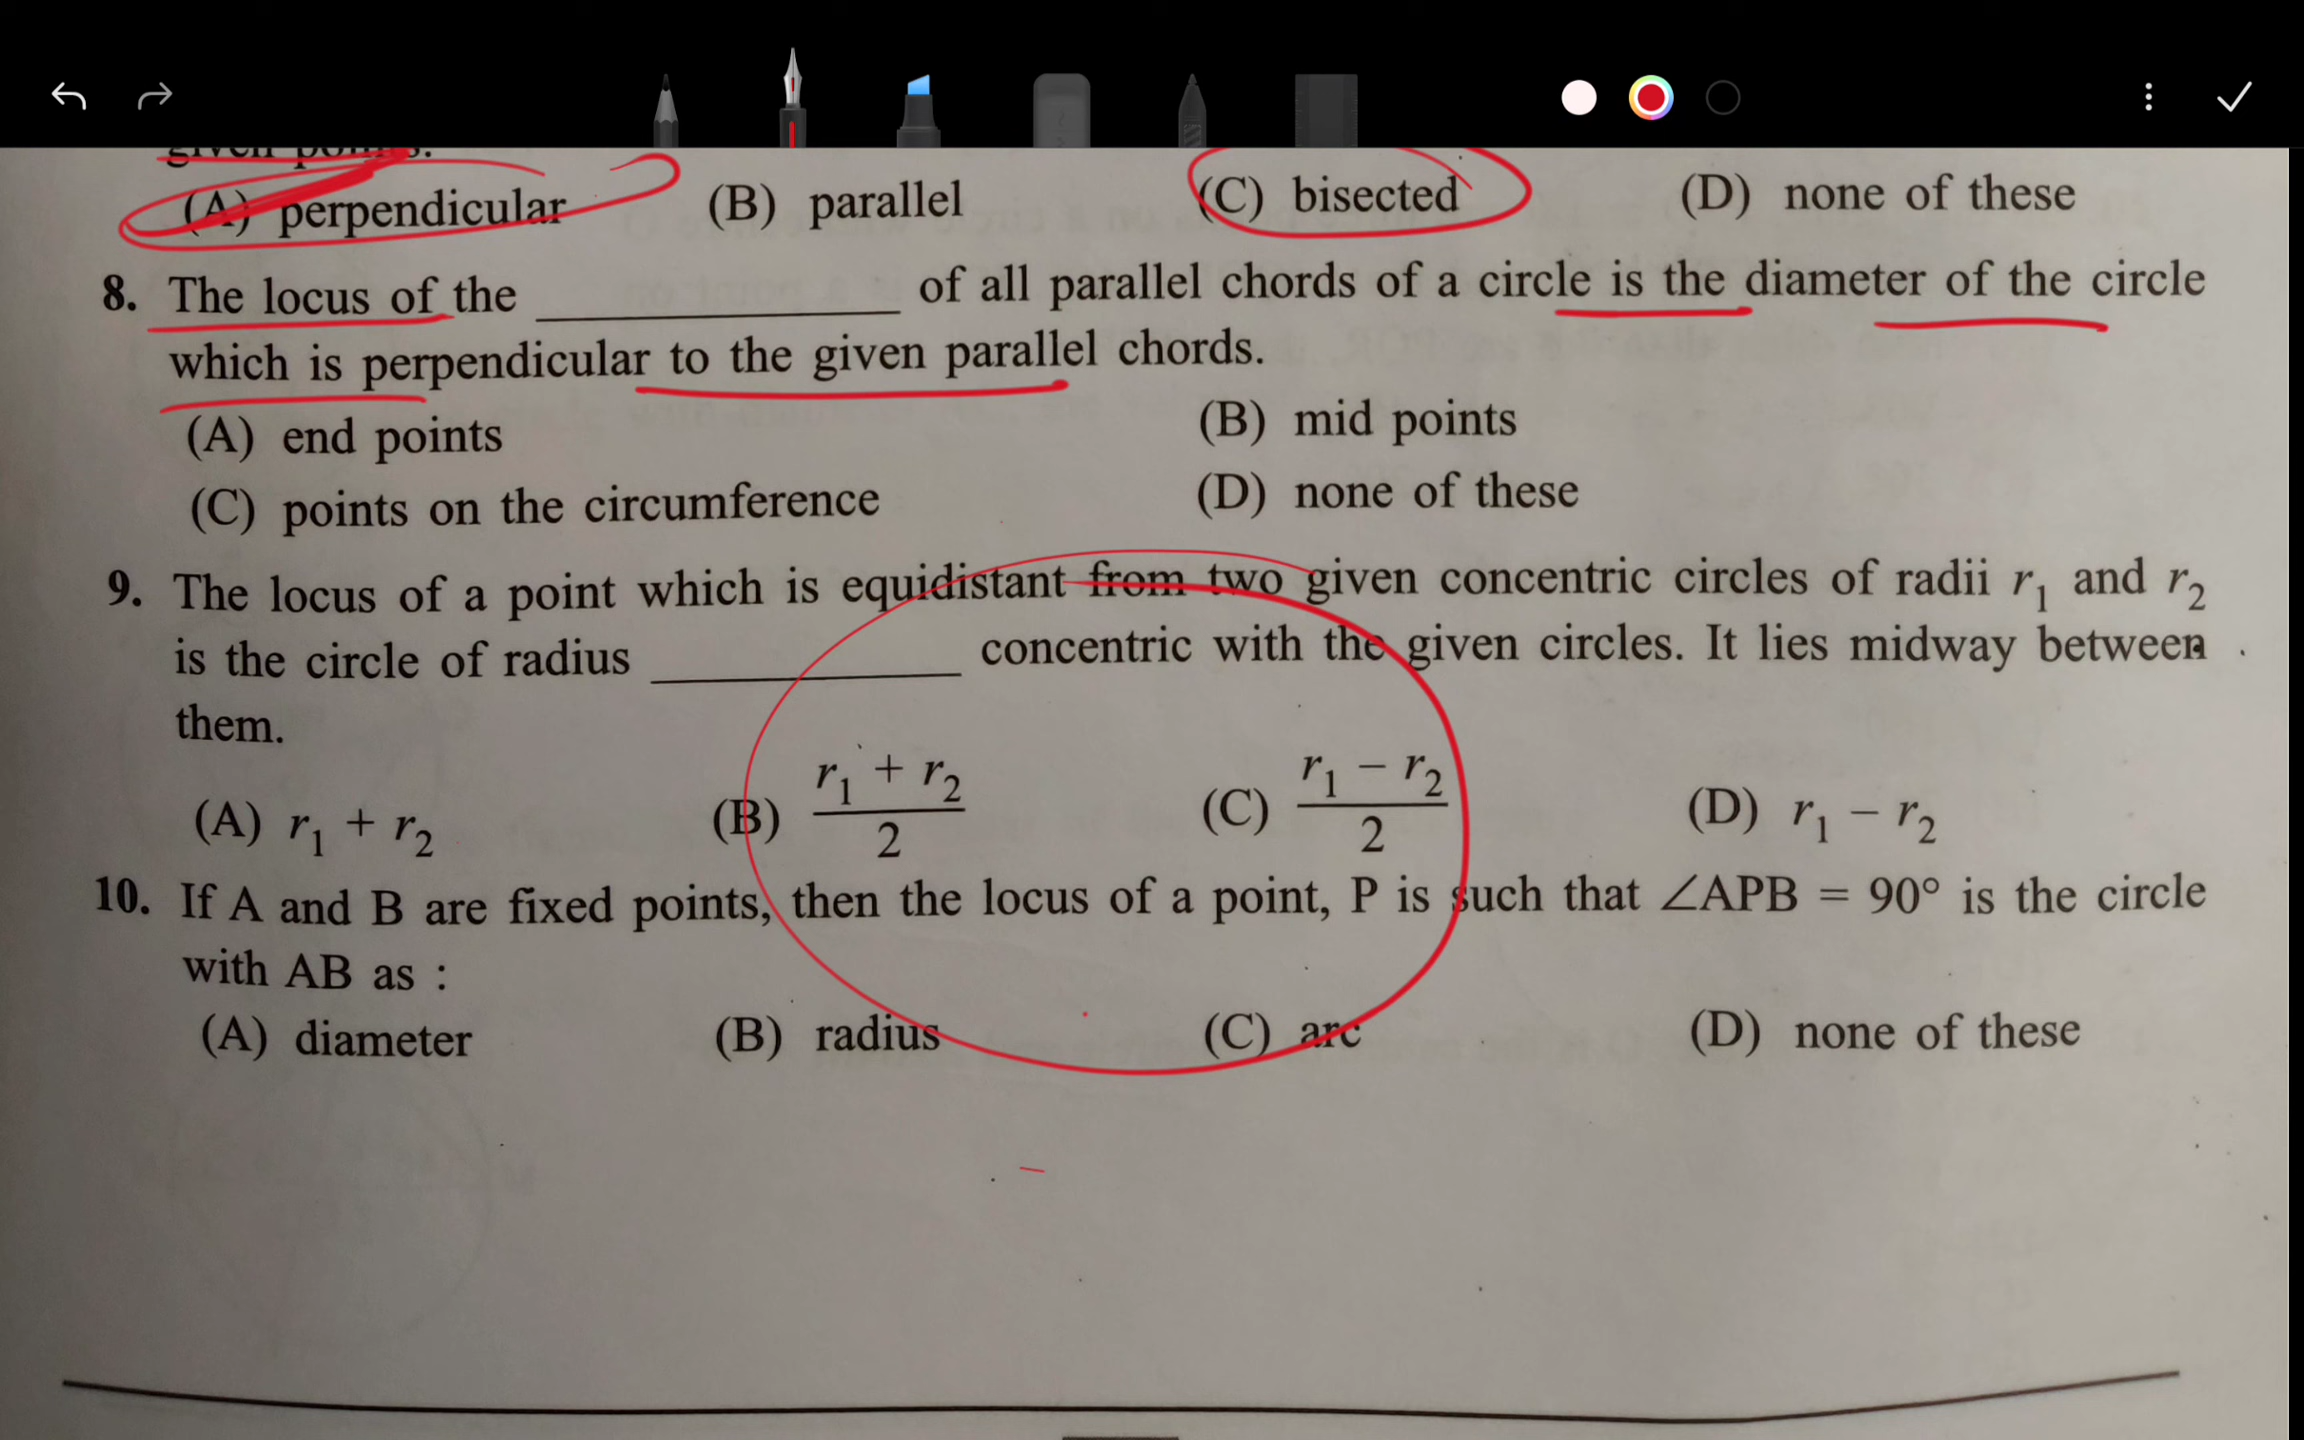 given points.
(A) perpendicular (B) parallel (C) bisected (D) none of these
8. The locus of the ____________ of all parallel chords of a circle is the diameter of the circle
which is perpendicular to the given parallel chords.
(A) end points (B) mid points
(C) points on the circumference (D) none of these
9. The locus of a point which is equidistant from two given concentric circles of radii r₁ and r₂
is the circle of radius ____________ concentric with the given circles. It lies midway between
them.
(A) r₁ + r₂ (B) (r₁ + r₂)/2 (C) (r₁ − r₂)/2 (D) r₁ − r₂
10. If A and B are fixed points, then the locus of a point, P is such that ∠APB = 90° is the circle
with AB as :
(A) diameter (B) radius (C) arc (D) none of these